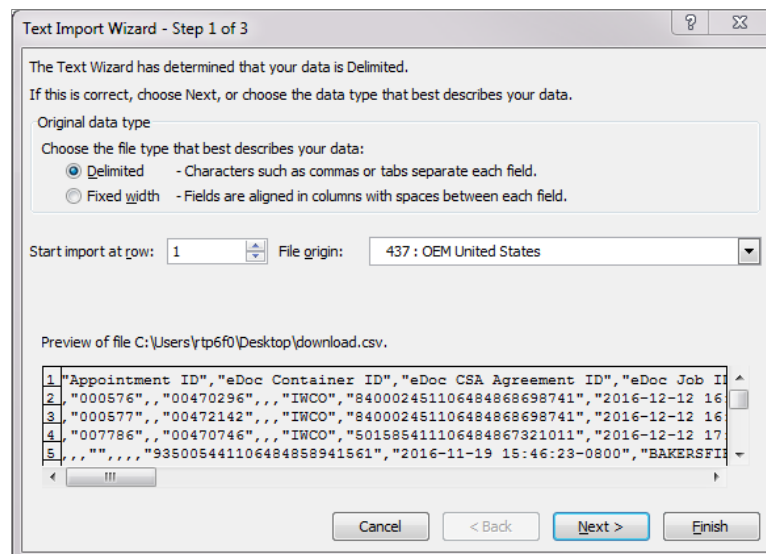 Text Import Wizard - Step 1 of 3
The Text Wizard has determined that your data is Delimited.
If this is correct, choose Next, or choose the data type that best describes your data.
Original data type
Choose the file type that best describes your data:
Delimited - Characters such as commas or tabs separate each field.
Fixed width - Fields are aligned in columns with spaces between each field.
Start import at row: 1 File origin: 437 : OEM United States
Preview of file C:\Users\rtp6f0\Desktop\download.csv.
1 "Appointment ID","eDoc Container ID","eDoc CSA Agreement ID","eDoc Job ID
2 ,"000576",,"00470296",,,"IWCO","840002451106484868698741","2016-12-12 16:
3 ,"000577",,"00472142",,,"IWCO","840002451106484868698741","2016-12-12 16:
4 ,"007786",,"00470746",,,"IWCO","501585411106484867321011","2016-12-12 17:
5 ,,,"",,,,"935005441106484858941561","2016-11-19 15:46:23-0800","BAKERSFIE
Cancel < Back Next > Finish